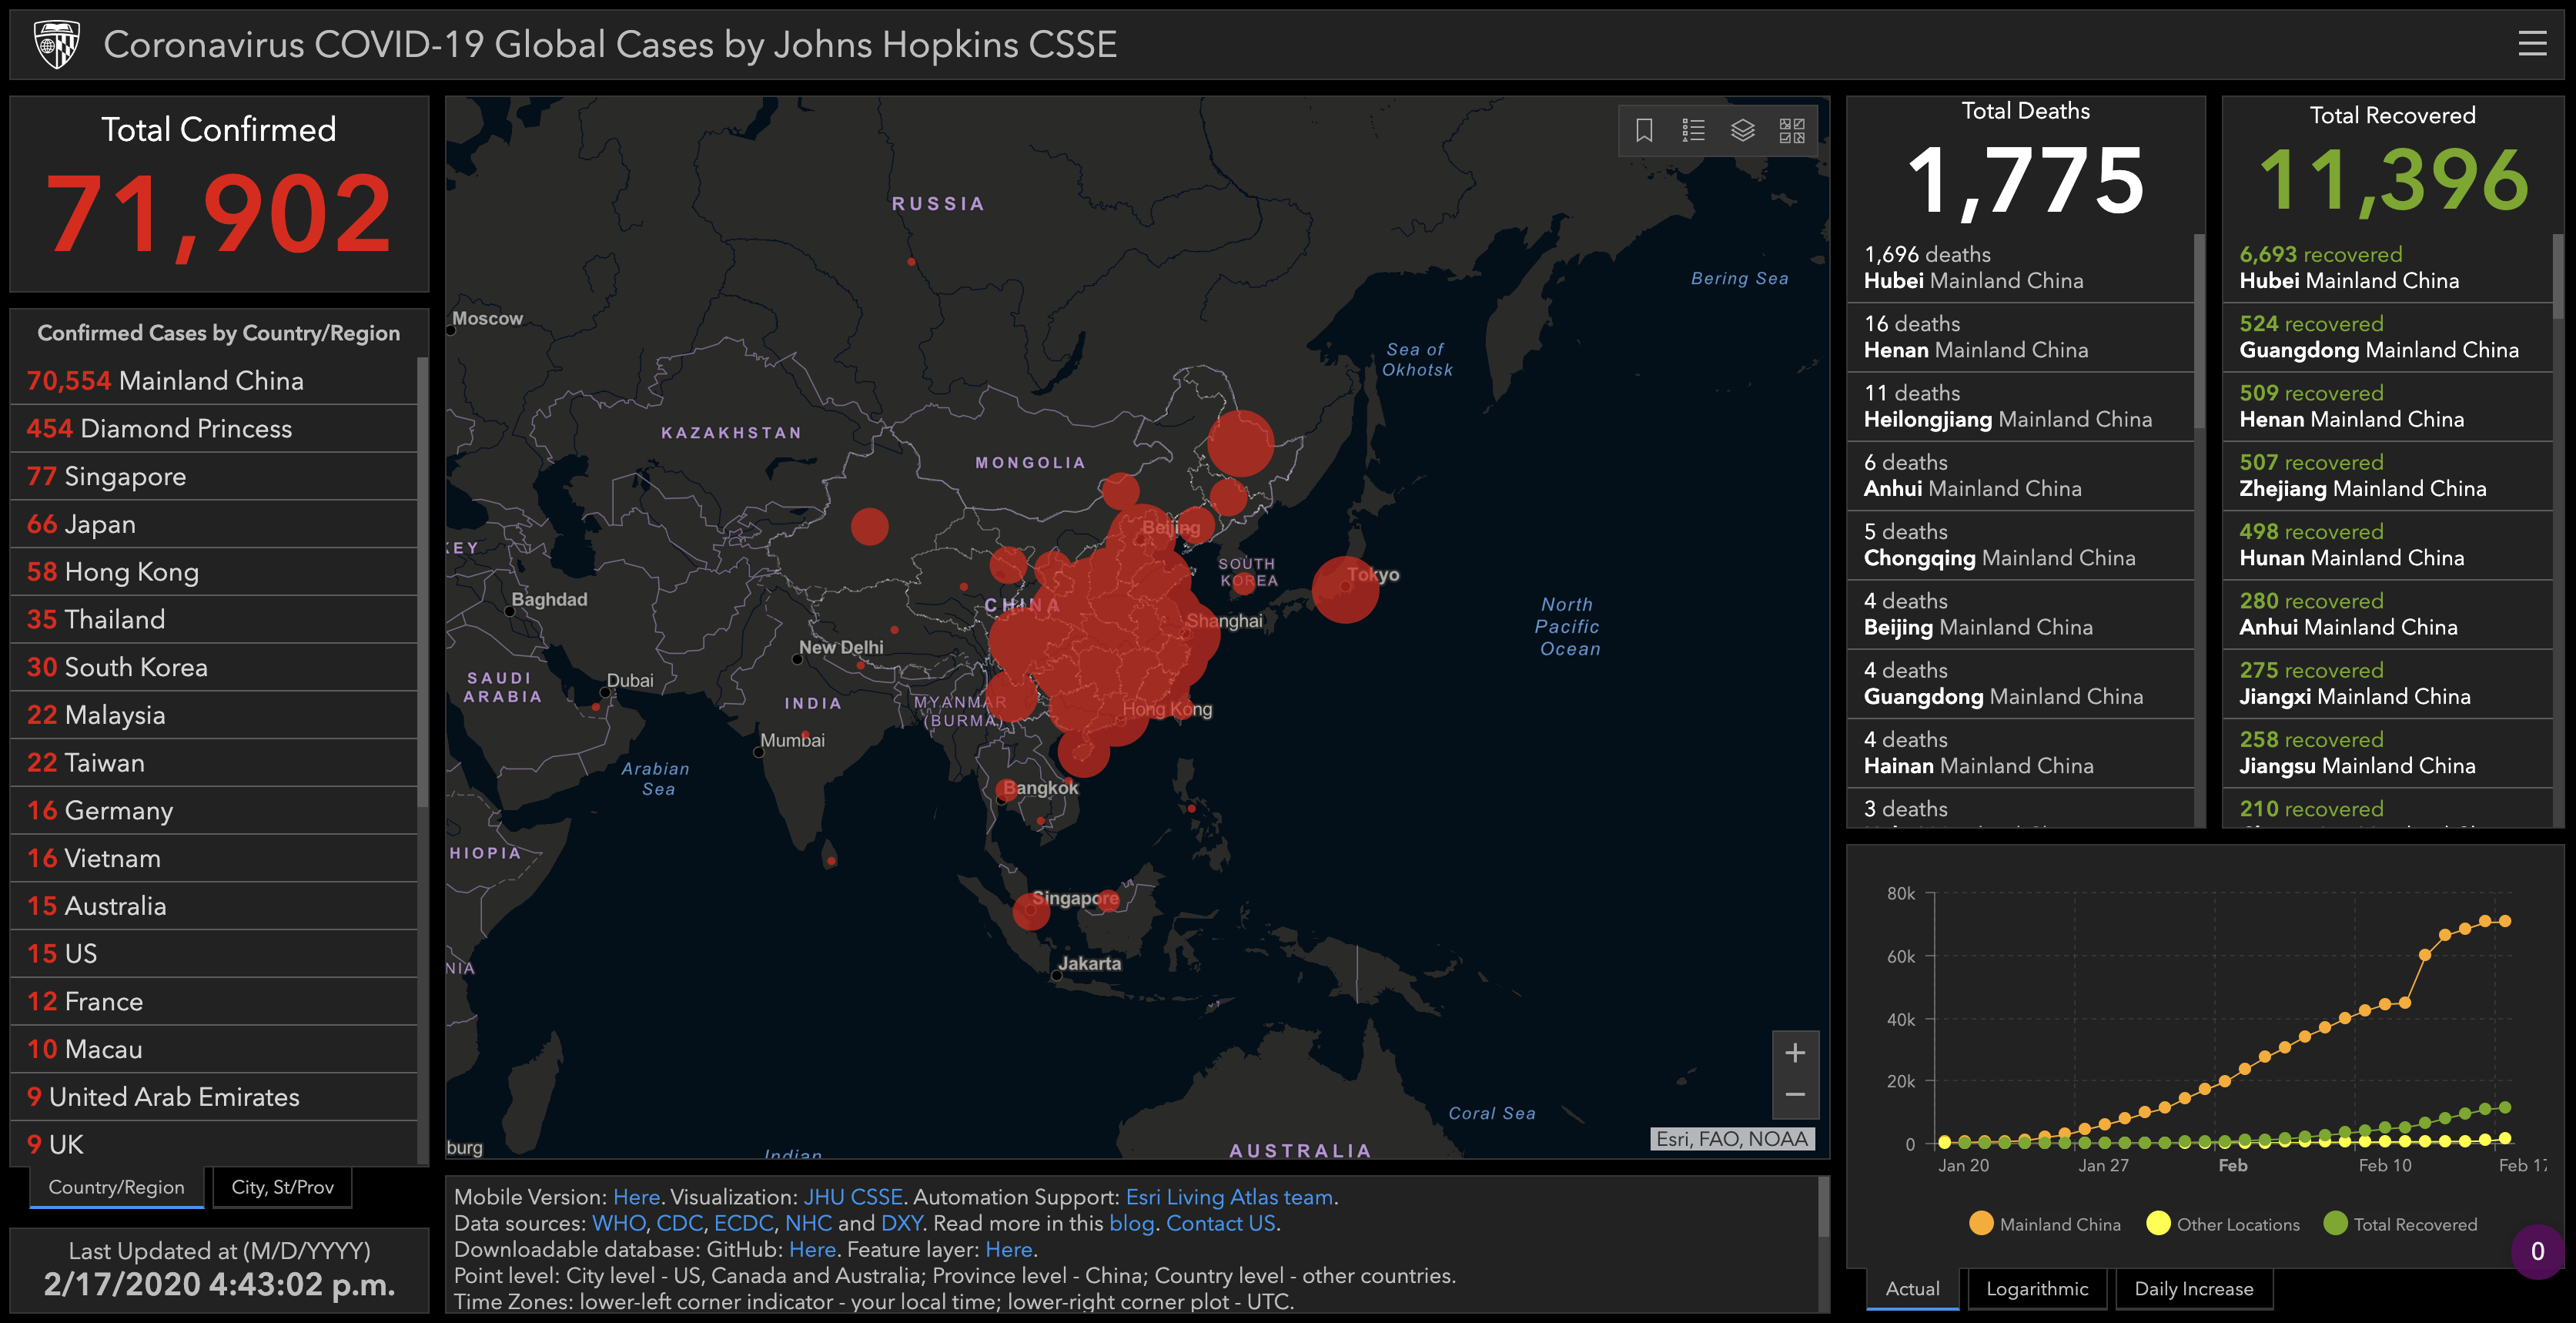 Coronavirus COVID-19 Global Cases by Johns Hopkins CSSE
Total Confirmed
71,902
Confirmed Cases by Country/Region
70,554 Mainland China
454 Diamond Princess
77 Singapore
66 Japan
58 Hong Kong
35 Thailand
30 South Korea
22 Malaysia
22 Taiwan
16 Germany
16 Vietnam
15 Australia
15 US
12 France
10 Macau
9 United Arab Emirates
9 UK
Country/Region
City, St/Prov
Last Updated at (M/D/YYYY)
2/17/2020 4:43:02 p.m.
RUSSIA
Bering Sea
Moscow
Sea of
Okhotsk
KAZAKHSTAN
MONGOLIA
Beijing
KEY
SOUTH
KOREA
Tokyo
Baghdad
CHINA
North
Pacific
Ocean
Shanghai
New Delhi
SAUDI
ARABIA
Dubai
INDIA
MYANMAR
(BURMA)
Hong Kong
Mumbai
Arabian
Sea
Bangkok
HIOPIA
Singapore
Jakarta
NIA
Coral Sea
burg
Indian
AUSTRALIA
+
−
Esri, FAO, NOAA
Mobile Version: Here. Visualization: JHU CSSE. Automation Support: Esri Living Atlas team.
Data sources: WHO, CDC, ECDC, NHC and DXY. Read more in this blog. Contact US.
Downloadable database: GitHub: Here. Feature layer: Here.
Point level: City level - US, Canada and Australia; Province level - China; Country level - other countries.
Time Zones: lower-left corner indicator - your local time; lower-right corner plot - UTC.
Total Deaths
1,775
1,696 deaths
Hubei Mainland China
16 deaths
Henan Mainland China
11 deaths
Heilongjiang Mainland China
6 deaths
Anhui Mainland China
5 deaths
Chongqing Mainland China
4 deaths
Beijing Mainland China
4 deaths
Guangdong Mainland China
4 deaths
Hainan Mainland China
3 deaths
Total Recovered
11,396
6,693 recovered
Hubei Mainland China
524 recovered
Guangdong Mainland China
509 recovered
Henan Mainland China
507 recovered
Zhejiang Mainland China
498 recovered
Hunan Mainland China
280 recovered
Anhui Mainland China
275 recovered
Jiangxi Mainland China
258 recovered
Jiangsu Mainland China
210 recovered
80k
60k
40k
20k
0
Jan 20
Jan 27
Feb
Feb 10
Feb 17
Mainland China
Other Locations
Total Recovered
0
Actual
Logarithmic
Daily Increase